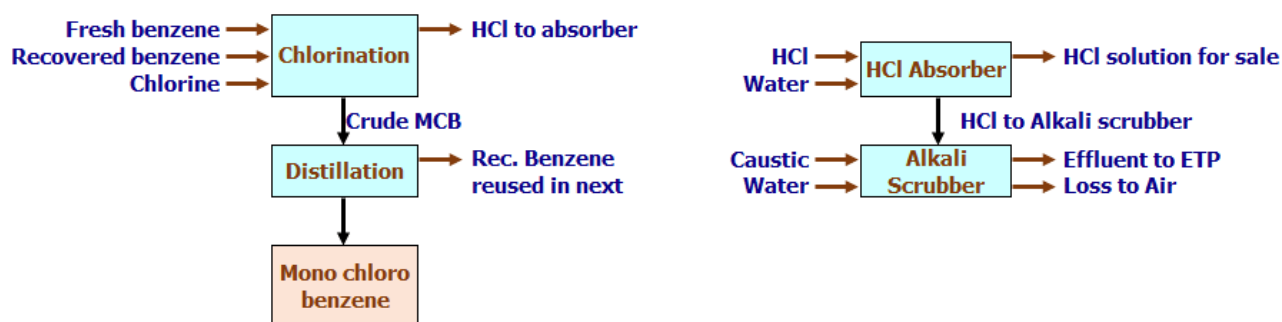 Fresh benzene
Recovered benzene
Chlorine
Chlorination
HCl to absorber
Crude MCB
Distillation
Rec. Benzene
reused in next
Mono chloro
benzene
HCl
Water
HCl Absorber
HCl solution for sale
HCl to Alkali scrubber
Caustic
Water
Alkali
Scrubber
Effluent to ETP
Loss to Air